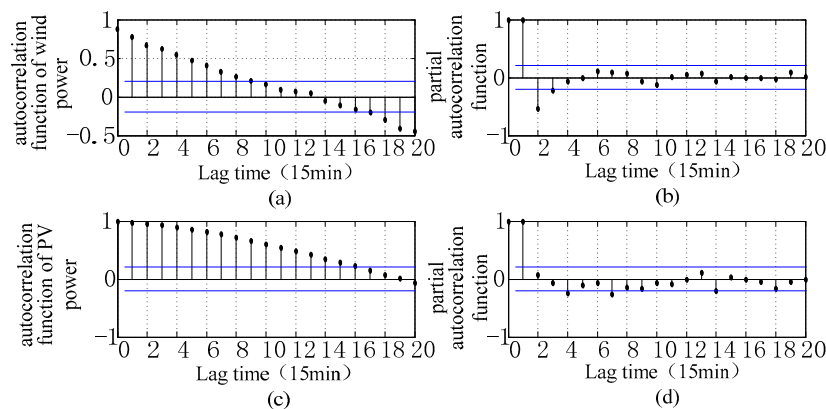 autocorrelation
function of wind
power
1
0.5
0
-0.5
0 2 4 6 8 10 12 14 16 18 20
Lag time (15min)
(a)
partial
autocorrelation
function
1
0
-1
0 2 4 6 8 10 12 14 16 18 20
Lag time (15min)
(b)
autocorrelation
function of PV
power
1
0
-1
0 2 4 6 8 10 12 14 16 18 20
Lag time (15min)
(c)
partial
autocorrelation
function
1
0
-1
0 2 4 6 8 10 12 14 16 18 20
Lag time (15min)
(d)